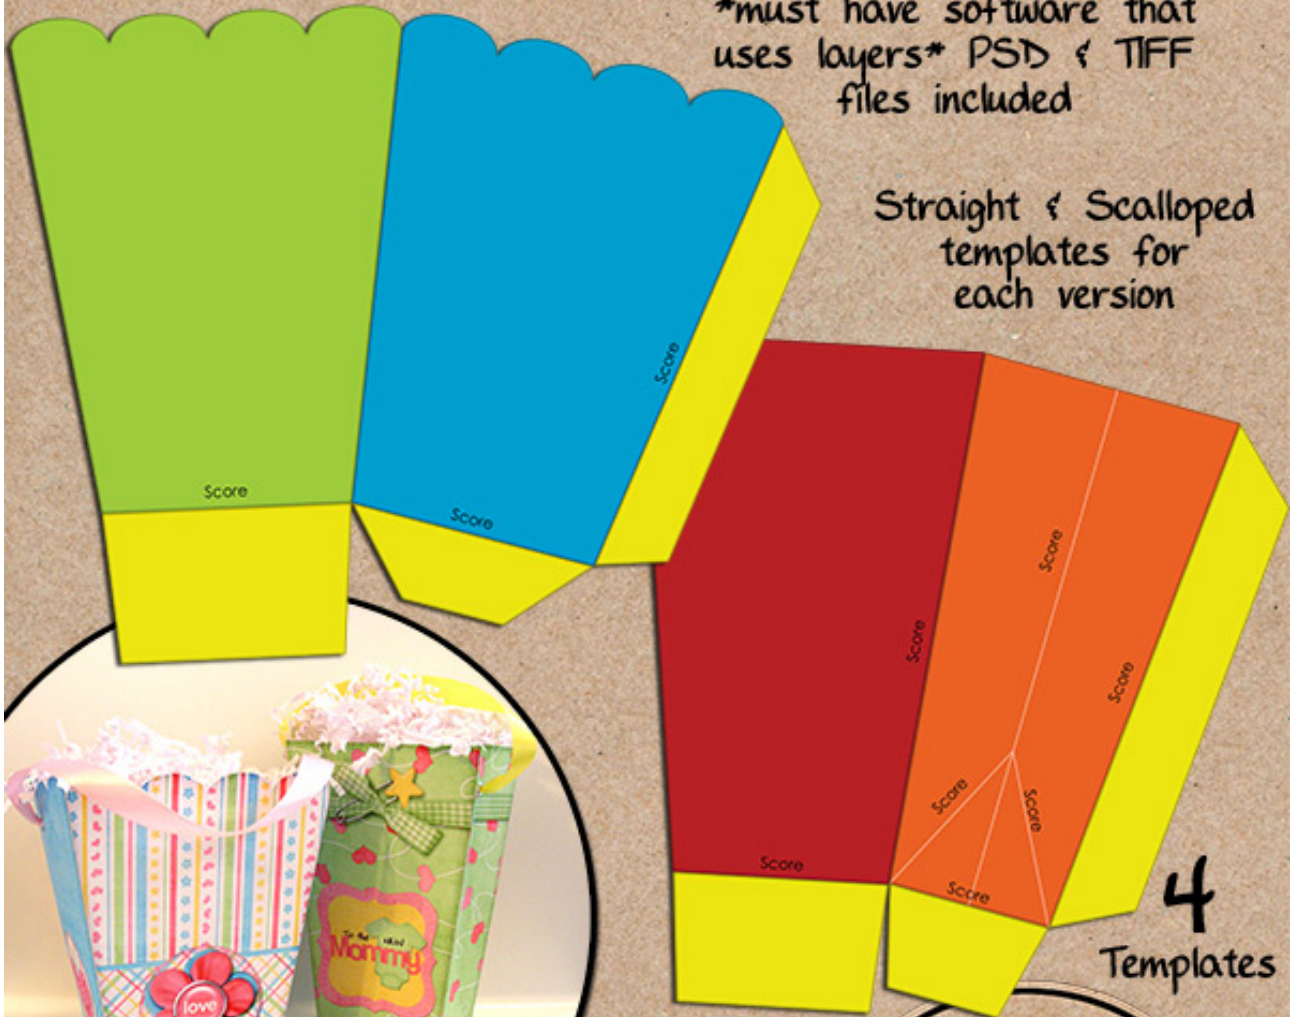 *must have software that
uses layers* PSD & TIFF
files included
Straight & Scalloped
templates for
each version
Score
Score
Score
Score
Score
Score
Score
Score
Score
Score
4
Templates
Mommy
love